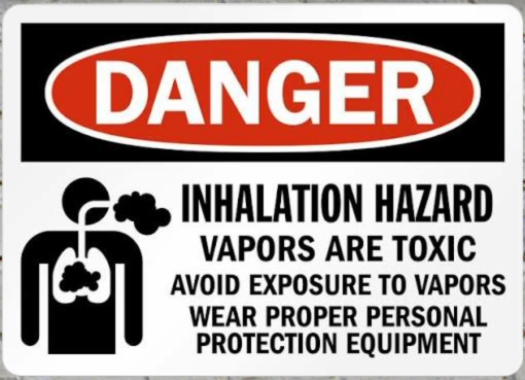 DANGER
INHALATION HAZARD
VAPORS ARE TOXIC
AVOID EXPOSURE TO VAPORS
WEAR PROPER PERSONAL
PROTECTION EQUIPMENT